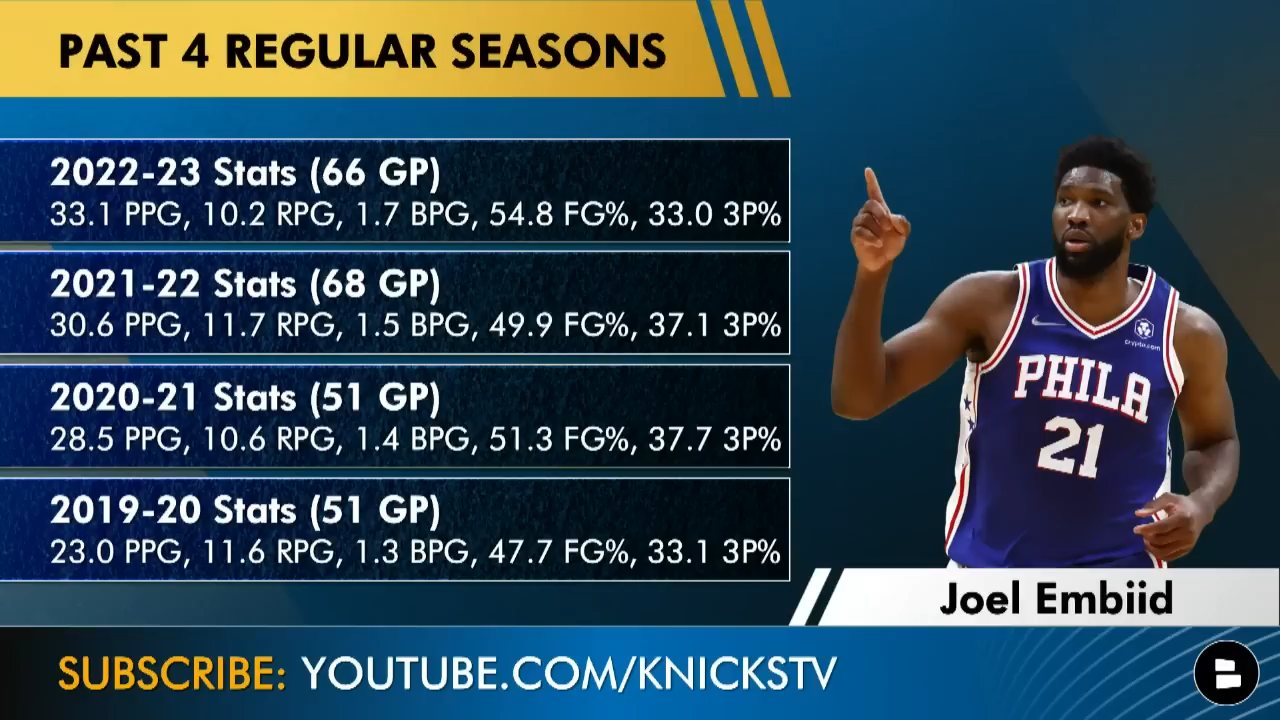 PAST 4 REGULAR SEASONS
2022-23 Stats (66 GP)
33.1 PPG, 10.2 RPG, 1.7 BPG, 54.8 FG%, 33.0 3P%
2021-22 Stats (68 GP)
30.6 PPG, 11.7 RPG, 1.5 BPG, 49.9 FG%, 37.1 3P%
2020-21 Stats (51 GP)
28.5 PPG, 10.6 RPG, 1.4 BPG, 51.3 FG%, 37.7 3P%
2019-20 Stats (51 GP)
23.0 PPG, 11.6 RPG, 1.3 BPG, 47.7 FG%, 33.1 3P%
crypto.com
PHILA
21
Joel Embiid
SUBSCRIBE: YOUTUBE.COM/KNICKSTV